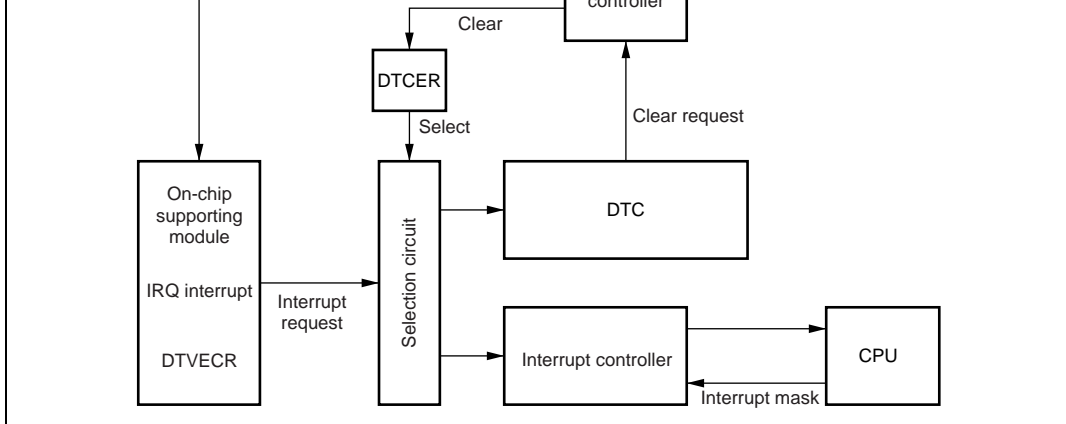 controller
Clear
DTCER
Clear request
Select
On-chip
supporting
module
DTC
Selection circuit
IRQ interrupt
Interrupt
request
DTVECR
Interrupt controller
CPU
Interrupt mask